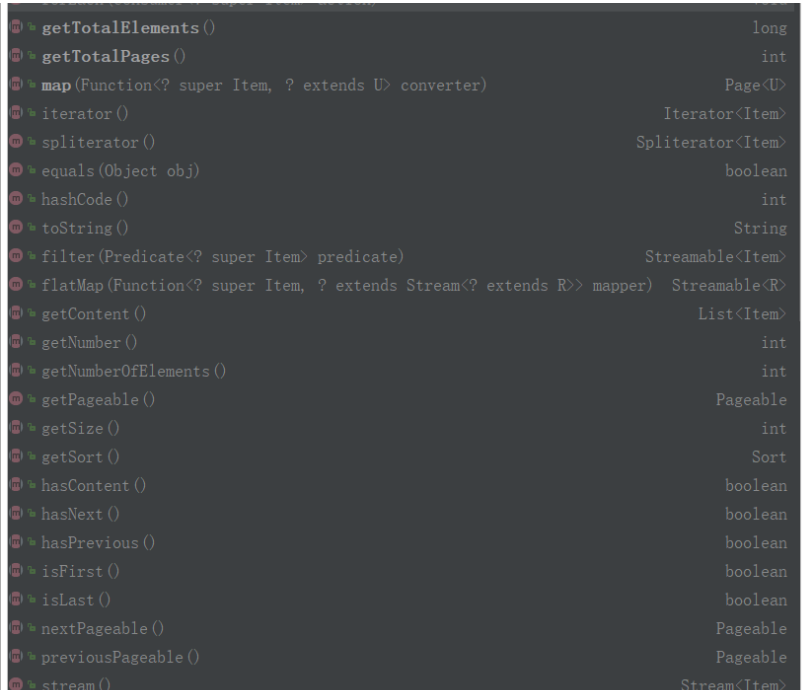 getTotalElements() long
getTotalPages() int
map(Function<? super Item, ? extends U> converter) Page<U>
iterator() Iterator<Item>
spliterator() Spliterator<Item>
equals(Object obj) boolean
hashCode() int
toString() String
filter(Predicate<? super Item> predicate) Streamable<Item>
flatMap(Function<? super Item, ? extends Stream<? extends R>> mapper) Streamable<R>
getContent() List<Item>
getNumber() int
getNumberOfElements() int
getPageable() Pageable
getSize() int
getSort() Sort
hasContent() boolean
hasNext() boolean
hasPrevious() boolean
isFirst() boolean
isLast() boolean
nextPageable() Pageable
previousPageable() Pageable
stream() Stream<Item>